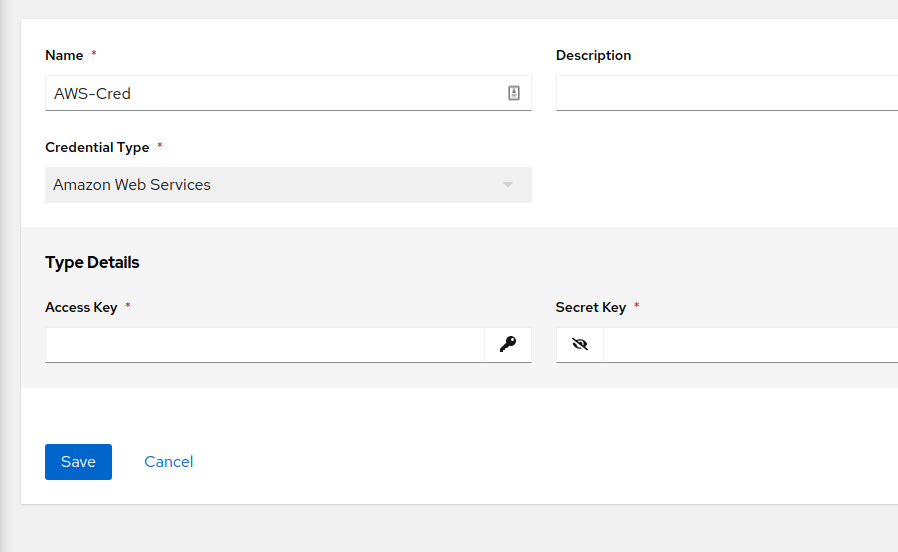 Name *
Description
AWS-Cred
Credential Type *
Amazon Web Services
Type Details
Access Key *
Secret Key *
Save
Cancel